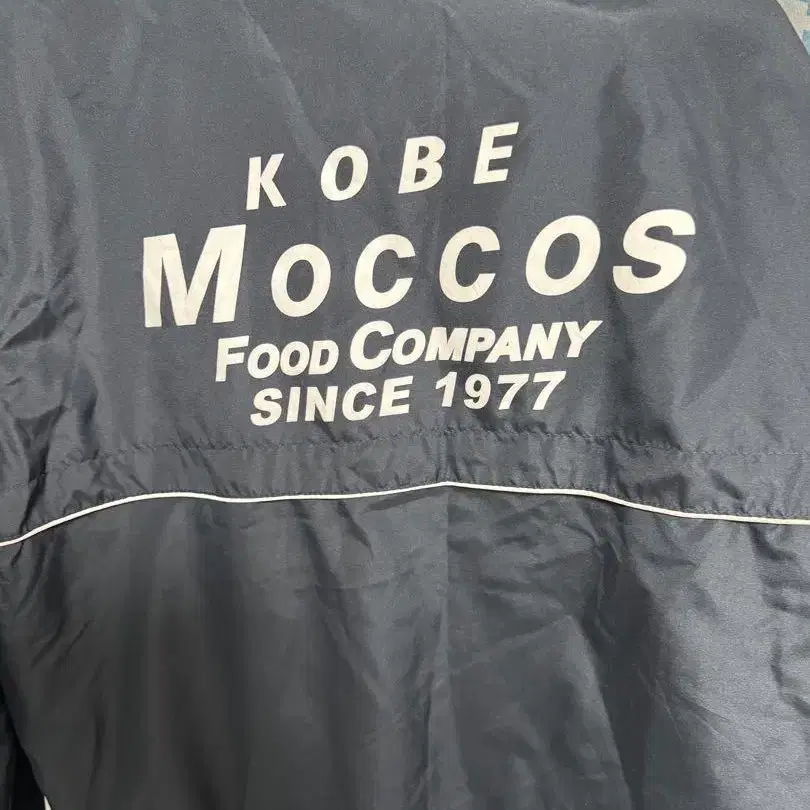 KOBE
MOCCOS
FOOD COMPANY
SINCE 1977